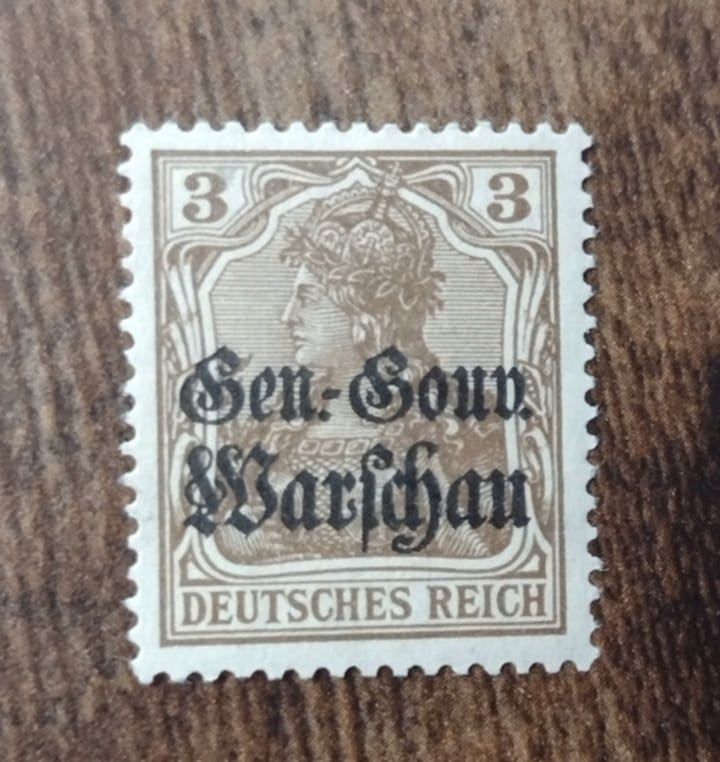 3 3
Gen.-Gouv.
Warſchau
DEUTSCHES REICH